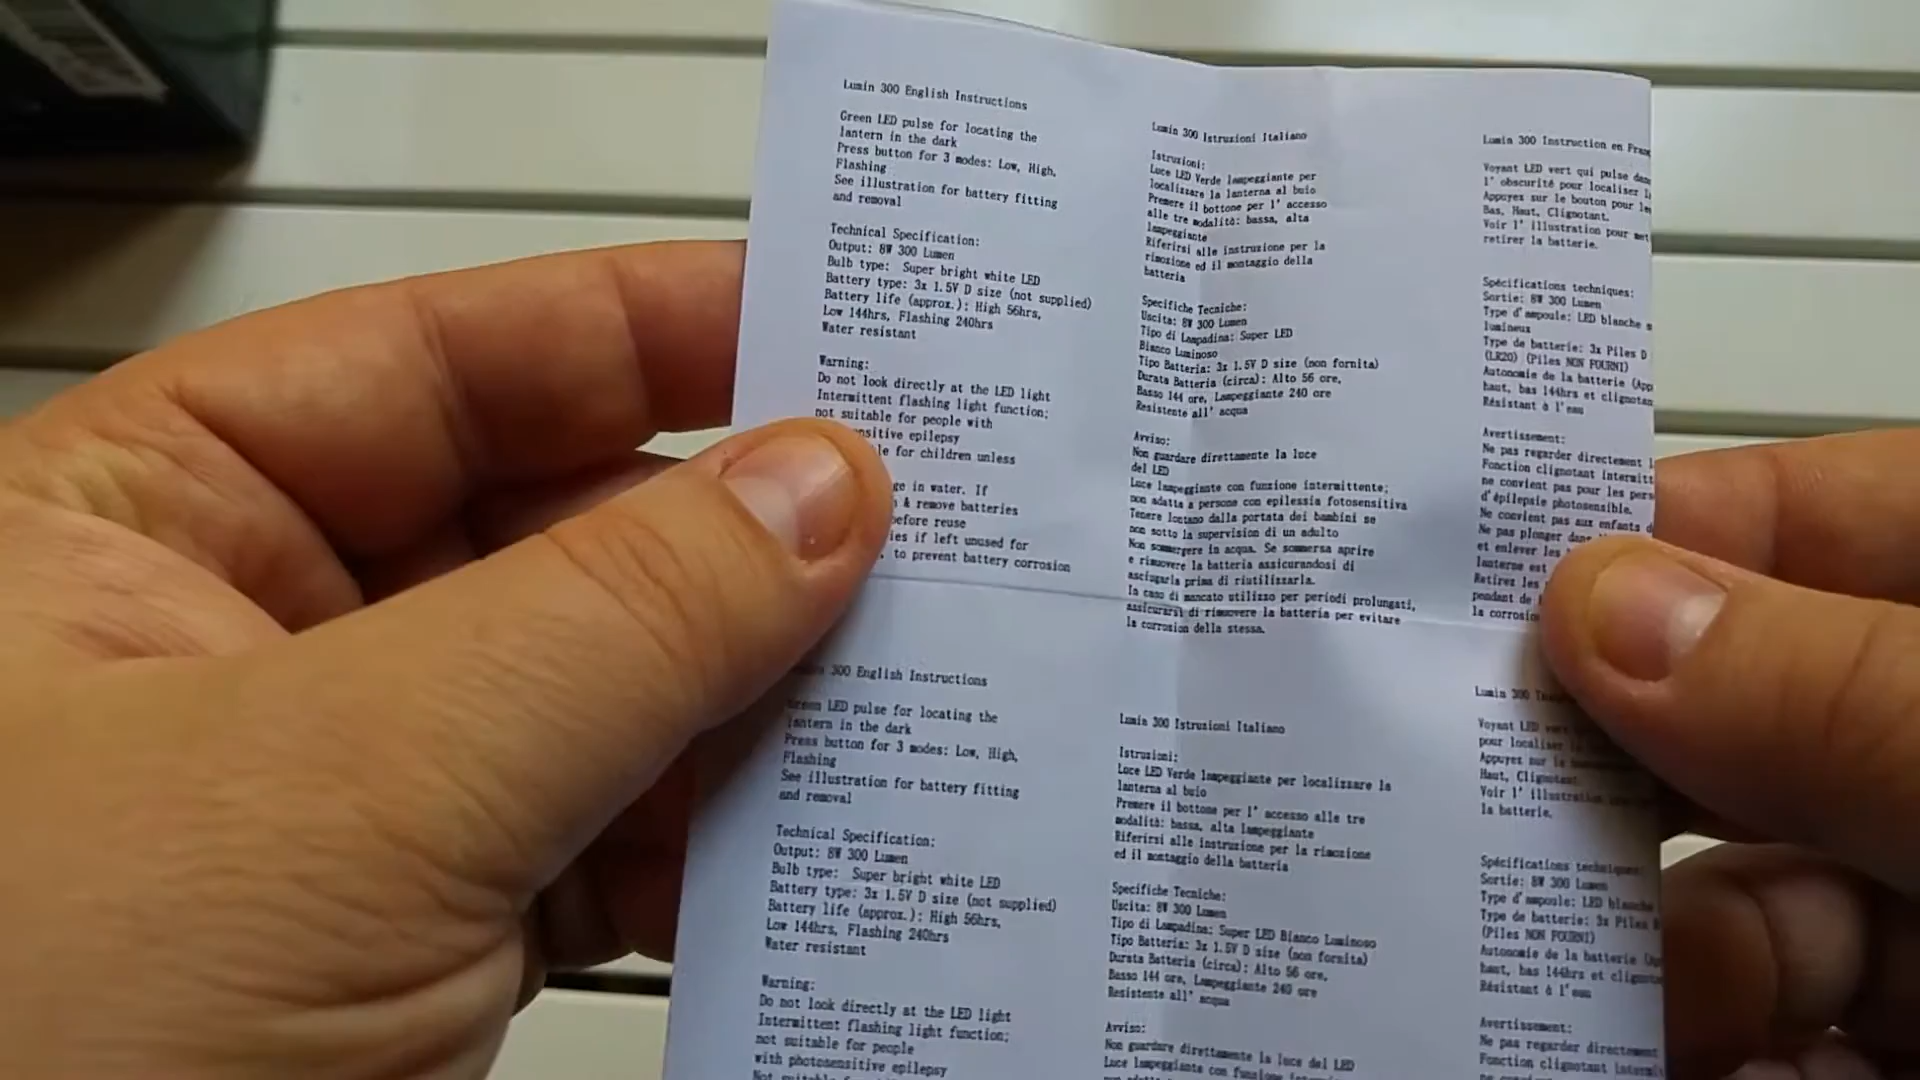 Lumin 300 English Instructions
Green LED pulse for locating the
lantern in the dark
Press button for 3 modes: Low, High,
Flashing
See illustration for battery fitting
and removal
Technical Specification:
Output: 8W 300 Lumen
Bulb type: Super bright white LED
Battery type: 3x 1.5V D size (not supplied)
Battery life (approx.): High 56hrs,
Low 144hrs, Flashing 240hrs
Water resistant
Warning:
Do not look directly at the LED light
Intermittent flashing light function;
not suitable for people with
epilepsy
for children unless
in water. If
& remove batteries
before reuse
if left unused for
, to prevent battery corrosion
Lumin 300 Istruzioni Italiano
Istruzioni:
Luce LED Verde lampeggiante per
localizzare la lanterna al buio
Premere il bottone per l' accesso
alle tre modalità: bassa, alta
lampeggiante
Riferirsi alle instruzione per la
rimozione ed il montaggio della
batteria
Specifiche Tecniche:
Uscita: 8W 300 Lumen
Tipo di Lampadina: Super LED
Bianco Luminoso
Tipo Batteria: 3x 1.5V D size (non fornita)
Durata Batteria (circa): Alto 56 ore,
Basso 144 ore, Lampeggiante 240 ore
Resistente all' acqua
Avviso:
Non guardare direttamente la luce
del LED
Luce lampeggiante con funzione intermittente;
non adatta a persone con epilessia fotosensitiva
Tenere lontano dalla portata dei bambini se
non sotto la supervision di un adulto
Non sommergere in acqua. Se sommersa aprire
e rimuovere la batteria assicurandosi di
asciugarla prima di riutilizzarla.
In caso di mancato utilizzo per periodi prolungati,
assicurarsi di rimuovere la batteria per evitare
la corrosion della stessa.
Lumin 300 Instruction en
Voyant LED vert qui pulse
l' obscurité pour localiser
Appuyez sur le bouton pour
Bas, Haut, Clignotant.
Voir l' illustration pour
retirer la batterie.
Spécifications techniques:
Sortie: 8W 300 Lumen
Type d'ampoule: LED blanche
lumineux
Type de batterie: 3x Piles D
(LR20) (Piles NON FOURNI)
Autonomie de la batterie
haut, bas 144hrs et
Résistant à l'eau
Avertissement:
Ne pas regarder directement
Fonction clignotant
ne convient pas pour les
d'épilepsie photosensible.
Ne convient pas aux enfants
Ne pas plonger
et enlever les
lanterne est
Retirez les
pendant de
la
300 English Instructions
Green LED pulse for locating the
lantern in the dark
Press button for 3 modes: Low, High,
Flashing
See illustration for battery fitting
and removal
Technical Specification:
Output: 8W 300 Lumen
Bulb type: Super bright white LED
Battery type: 3x 1.5V D size (not supplied)
Battery life (approx.): High 56hrs,
Low 144hrs, Flashing 240hrs
Water resistant
Warning:
Do not look directly at the LED light
Intermittent flashing light function;
not suitable for people
with photosensitive epilepsy
Lumin 300 Istruzioni Italiano
Istruzioni:
Luce LED Verde lampeggiante per localizzare la
lanterna al buio
Premere il bottone per l' accesso alle tre
modalità: bassa, alta lampeggiante
Riferirsi alle instruzione per la rimozione
ed il montaggio della batteria
Specifiche Tecniche:
Uscita: 8W 300 Lumen
Tipo di Lampadina: Super LED Bianco Luminoso
Tipo Batteria: 3x 1.5V D size (non fornita)
Durata Batteria (circa): Alto 56 ore,
Basso 144 ore, Lampeggiante 240 ore
Resistente all' acqua
Avviso:
Non guardare direttamente la luce del LED
Luce lampeggiante con funzione
Lumin 300
Voyant LED
pour localiser
Appuyez sur
Haut, Clignotant.
Voir l' illustration
la batterie.
Spécifications techniques:
Sortie: 8W 300 Lumen
Type d'ampoule: LED blanche
Type de batterie: 3x Piles
(Piles NON FOURNI)
Autonomie de la batterie
haut, bas 144hrs et
Résistant à l'eau
Avertissement:
Ne pas regarder directement
Fonction clignotant